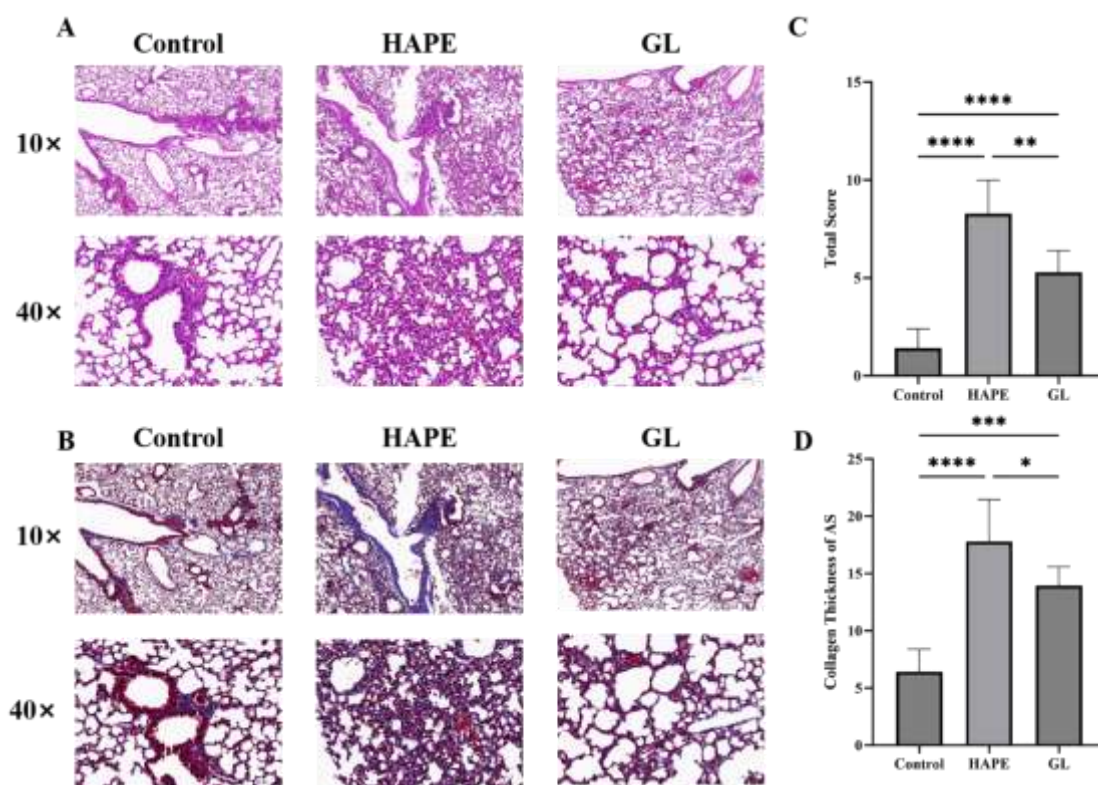 A
Control
HAPE
GL
10×
40×
B
Control
HAPE
GL
10×
40×
C
Total Score
15
10
5
0
****
****
**
Control
HAPE
GL
D
Collagen Thickness of AS
25
20
15
10
5
0
***
****
*
Control
HAPE
GL